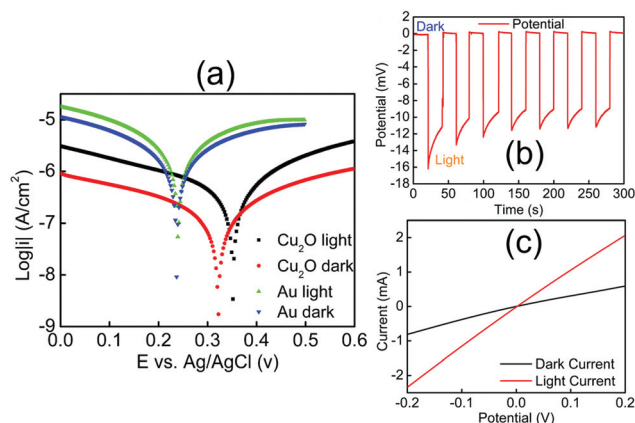 (a)
Log|i| (A/cm²)
-5
-6
-7
-8
-9
0.0 0.1 0.2 0.3 0.4 0.5 0.6
E vs. Ag/AgCl (v)
Cu₂O light
Cu₂O dark
Au light
Au dark
(b)
Dark
Potential
Light
Potential (mV)
2
0
-2
-4
-6
-8
-10
-12
-14
-16
-18
0 50 100 150 200 250 300
Time (s)
(c)
Current (mA)
2
1
0
-1
-2
Dark Current
Light Current
-0.2 -0.1 0.0 0.1 0.2
Potential (V)